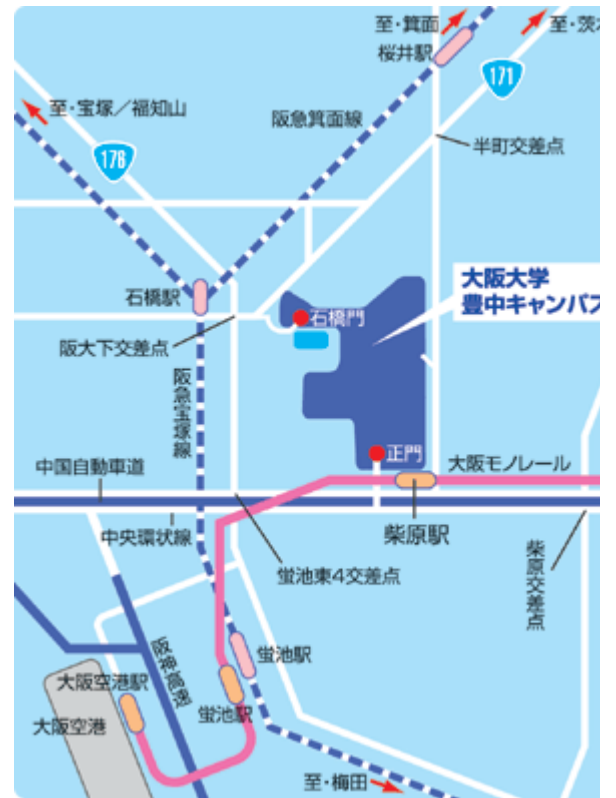 至・箕面
至・茨木
桜井駅
171
至・宝塚／福知山
阪急箕面線
176
半町交差点
石橋駅
大阪大学
豊中キャンパス
石橋門
阪大下交差点
阪急宝塚線
正門
中国自動車道
大阪モノレール
中央環状線
柴原駅
蛍池東4交差点
柴原交差点
蛍池駅
大阪空港駅
阪神高速
蛍池駅
大阪空港
至・梅田